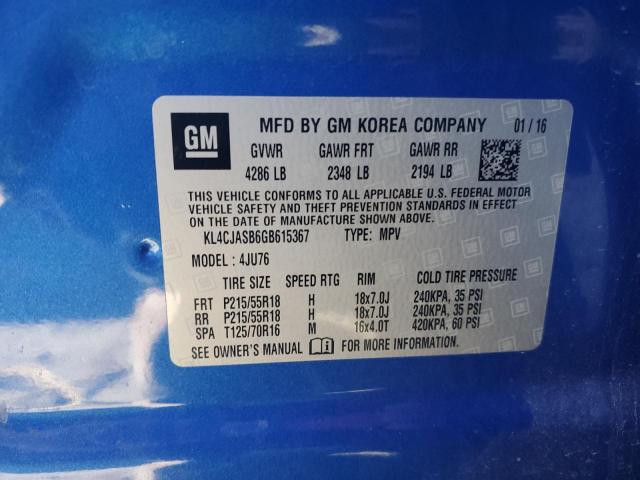 GM
MFD BY GM KOREA COMPANY 01 / 16
GVWR GAWR FRT GAWR RR
4286 LB 2348 LB 2194 LB
THIS VEHICLE CONFORMS TO ALL APPLICABLE U.S. FEDERAL MOTOR
VEHICLE SAFETY AND THEFT PREVENTION STANDARDS IN EFFECT
ON THE DATE OF MANUFACTURE SHOWN ABOVE.
KL4CJASB6GB615367 TYPE: MPV
MODEL : 4JU76
TIRE SIZE SPEED RTG RIM COLD TIRE PRESSURE
FRT P215/55R18 H 18x7.0J 240KPA, 35 PSI
RR P215/55R18 H 18x7.0J 240KPA, 35 PSI
SPA T125/70R16 M 16x4.0T 420KPA, 60 PSI
SEE OWNER'S MANUAL FOR MORE INFORMATION.